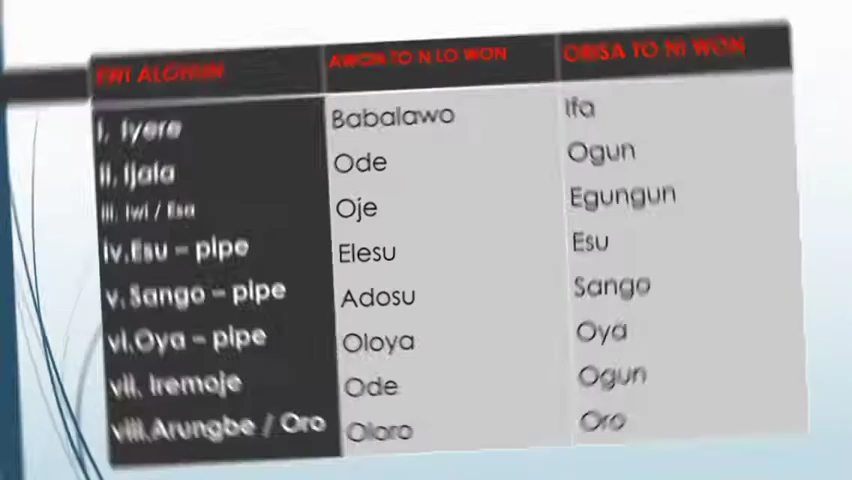 EWI ALOHUN AWON TO N LO WON ORISA TO NI WON
i. Iyere Babalawo Ifa
ii. Ijala Ode Ogun
iii. Iwi / Esa Oje Egungun
iv.Esu – pipe Elesu Esu
v. Sango – pipe Adosu Sango
vi.Oya – pipe Oloya Oya
vii. Iremoje Ode Ogun
viii.Arungbe / Oro Oloro Oro